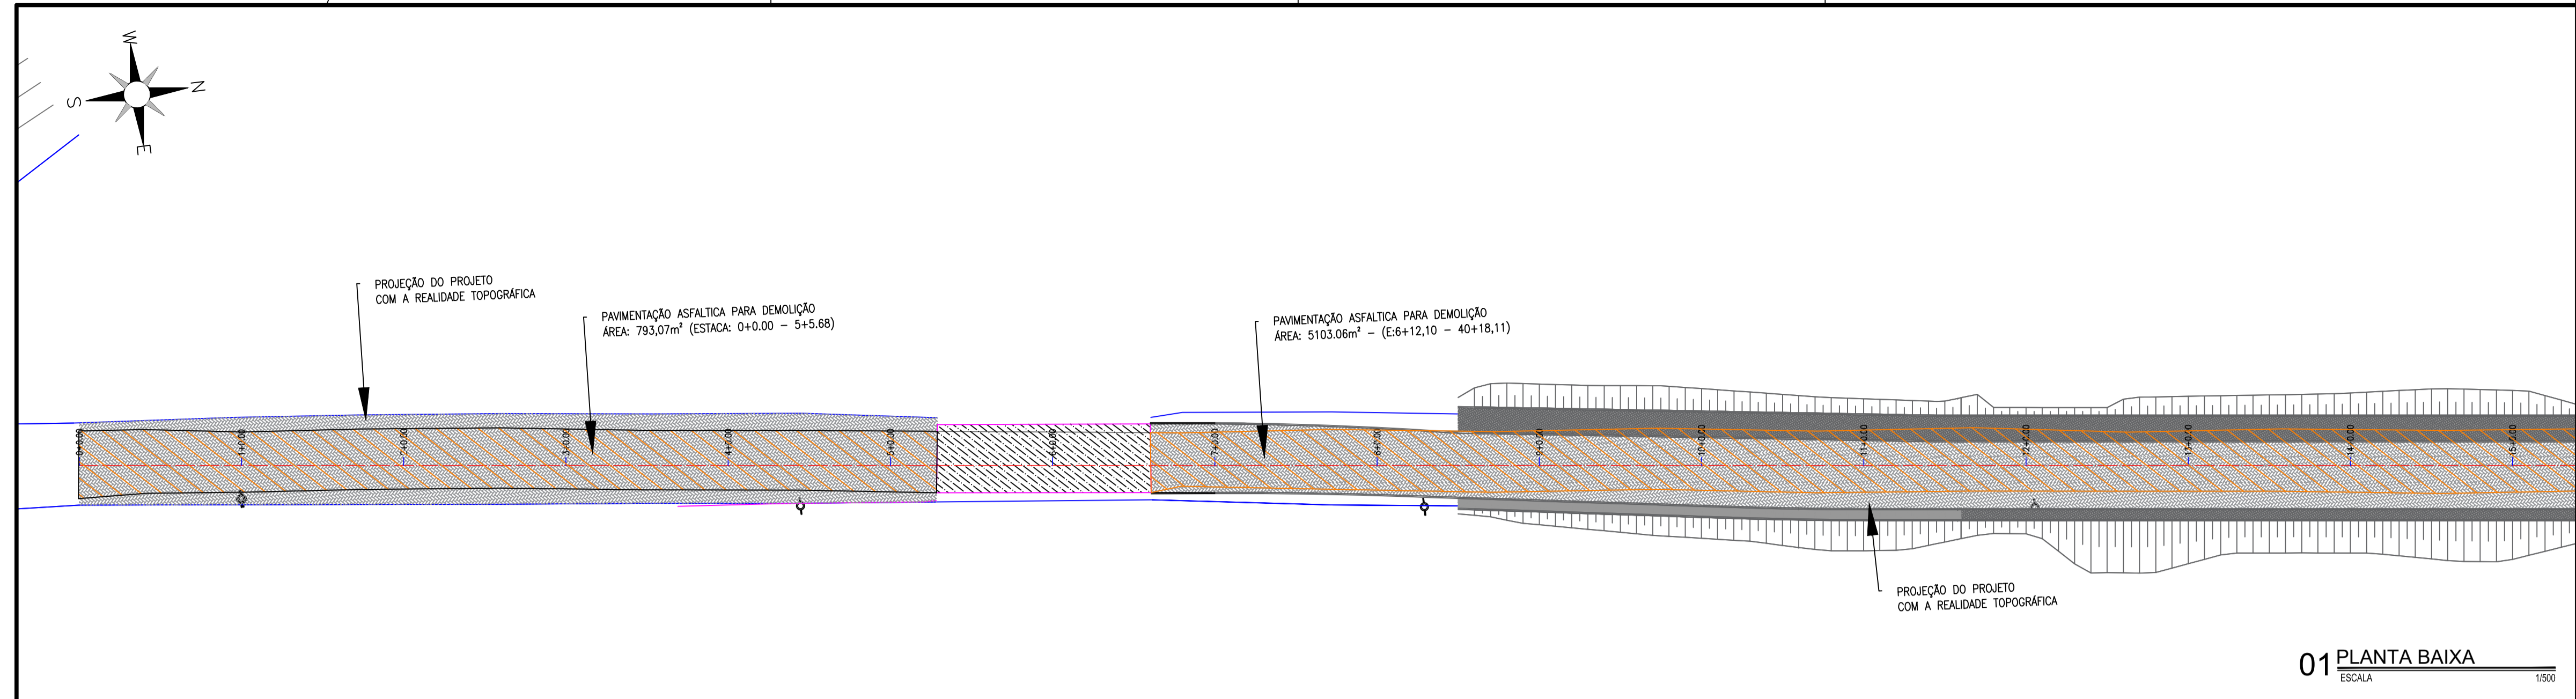 W
N
S
E
PROJEÇÃO DO PROJETO
COM A REALIDADE TOPOGRÁFICA
PAVIMENTAÇÃO ASFALTICA PARA DEMOLIÇÃO
ÁREA: 793,07m² (ESTACA: 0+0.00 - 5+5.68)
PAVIMENTAÇÃO ASFALTICA PARA DEMOLIÇÃO
ÁREA: 5103.06m² - (E:6+12,10 - 40+18,11)
0+0.00
1+0.00
2+0.00
3+0.00
4+0.00
5+0.00
6+0.00
7+0.00
8+0.00
9+0.00
10+0.00
11+0.00
12+0.00
13+0.00
14+0.00
15+0.00
PROJEÇÃO DO PROJETO
COM A REALIDADE TOPOGRÁFICA
01 PLANTA BAIXA
ESCALA 1/500